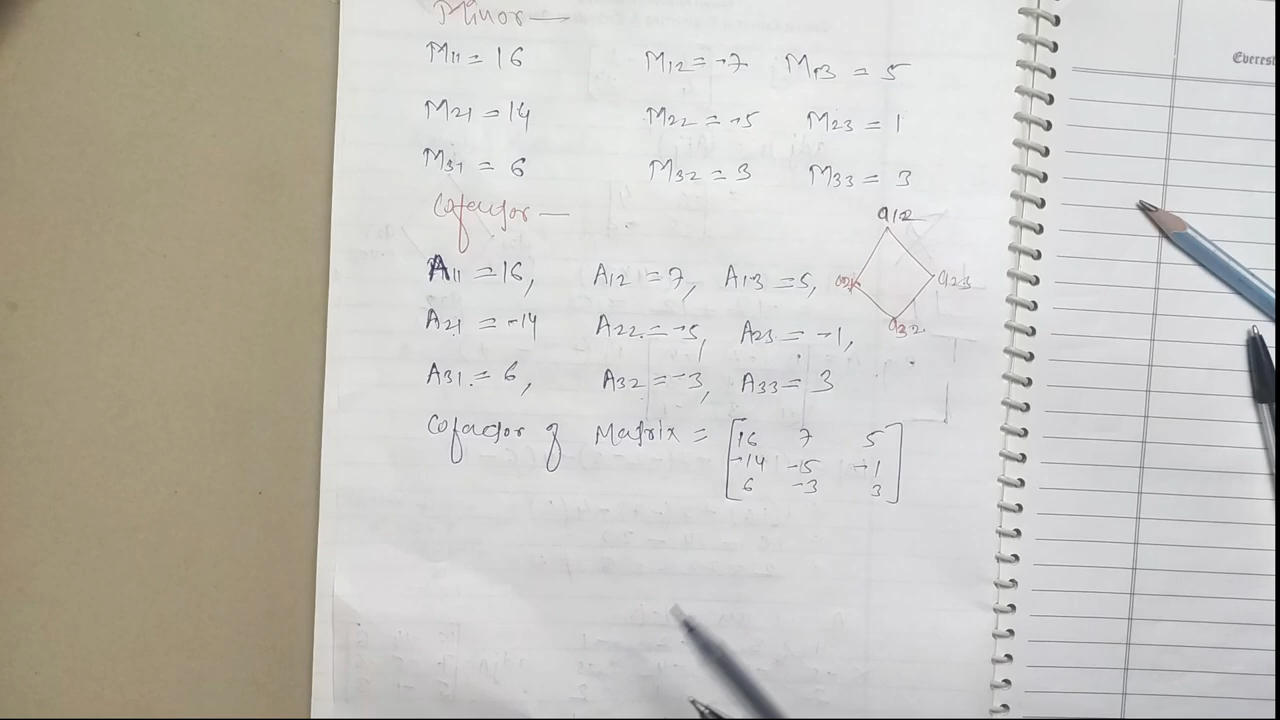 Minor —
M11 = 16 M12 = -7 M13 = 5
M21 = 14 M22 = -5 M23 = 1
M31 = 6 M32 = 3 M33 = 3
Cofactor —
a12
A11 = 16, A12 = 7, A13 = 5, a21 a23
A21 = -14 A22 = -5, A23 = -1, a32
A31 = 6, A32 = -3, A33 = 3
Cofactor of Matrix = [16 7 5
-14 -5 -1
6 -3 3]
Everest